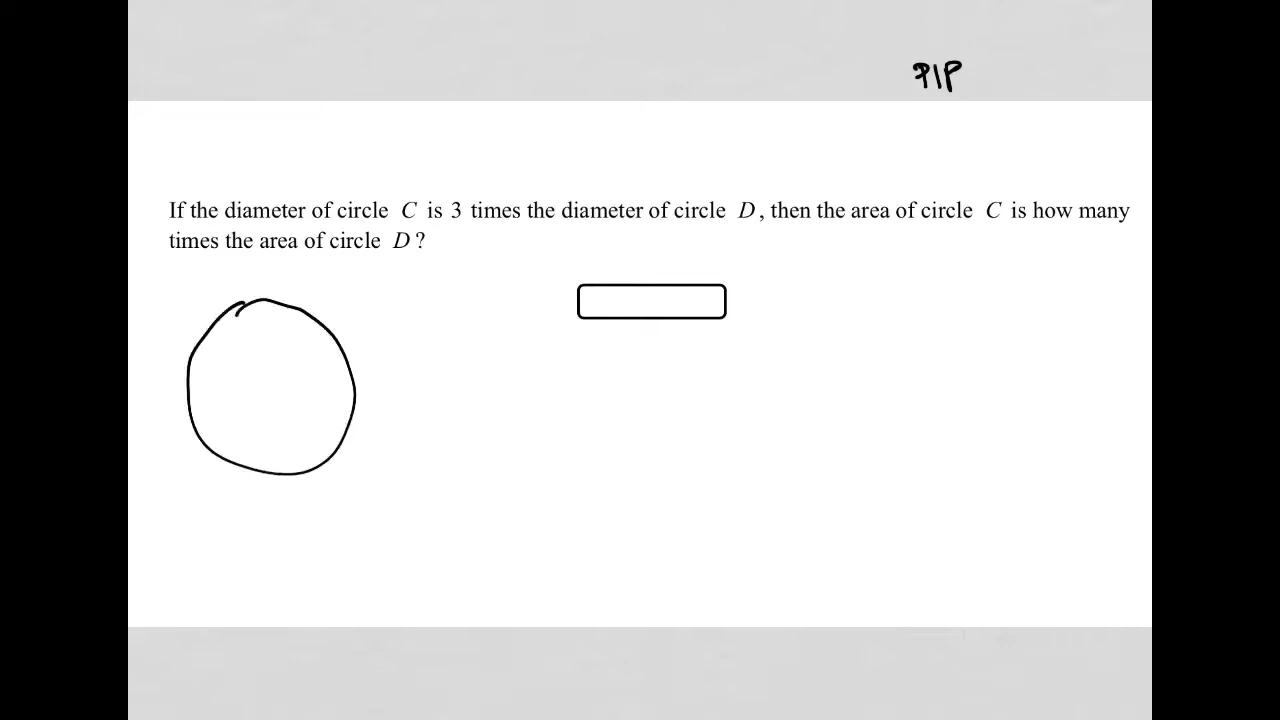 PIP
If the diameter of circle C is 3 times the diameter of circle D, then the area of circle C is how many
times the area of circle D?